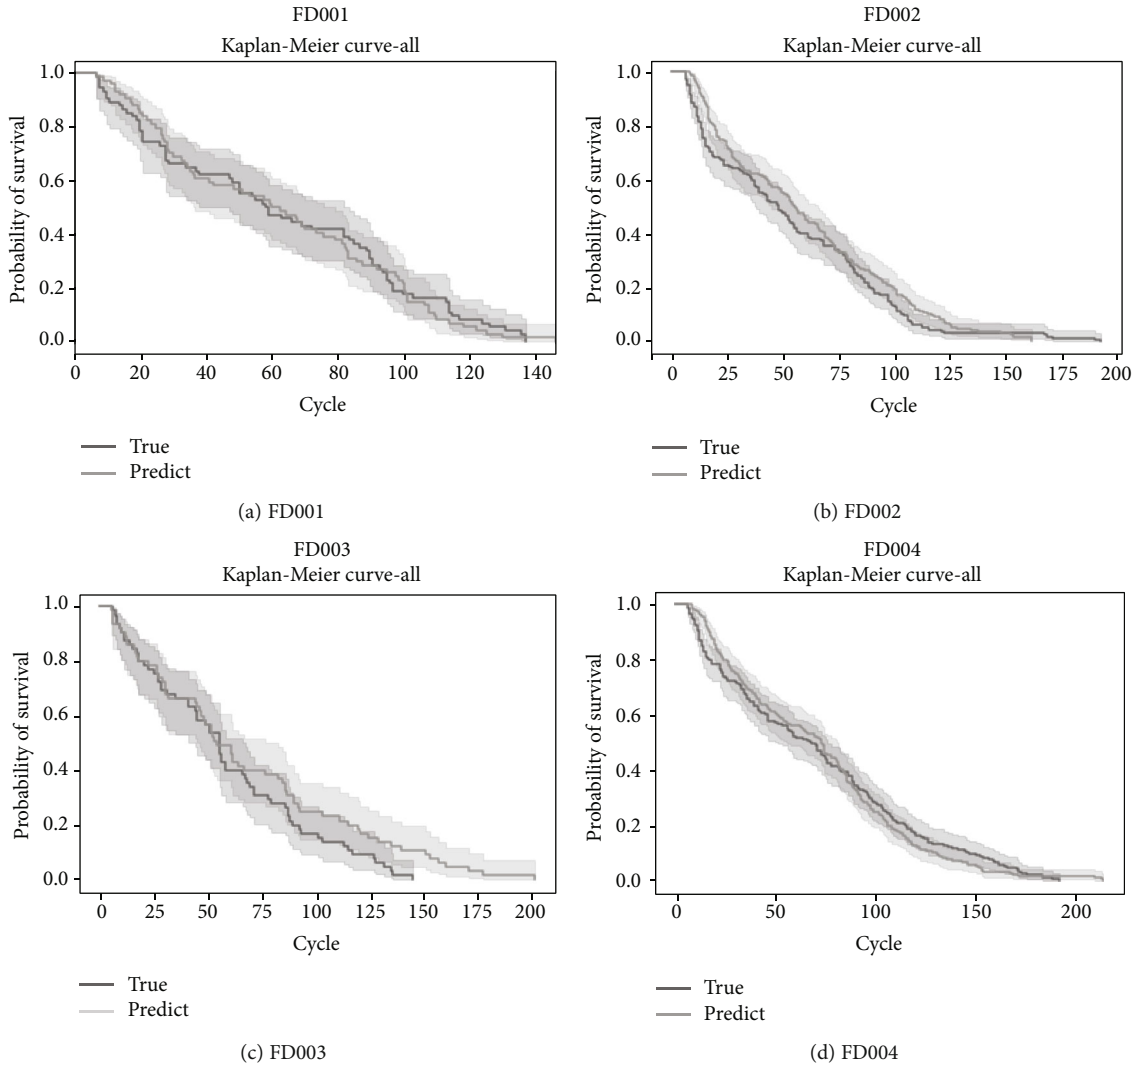 FD001
Kaplan-Meier curve-all
Probability of survival
1.0
0.8
0.6
0.4
0.2
0.0
0 20 40 60 80 100 120 140
Cycle
True
Predict
(a) FD001
FD002
Kaplan-Meier curve-all
Probability of survival
1.0
0.8
0.6
0.4
0.2
0.0
0 25 50 75 100 125 150 175 200
Cycle
True
Predict
(b) FD002
FD003
Kaplan-Meier curve-all
Probability of survival
1.0
0.8
0.6
0.4
0.2
0.0
0 25 50 75 100 125 150 175 200
Cycle
True
Predict
(c) FD003
FD004
Kaplan-Meier curve-all
Probability of survival
1.0
0.8
0.6
0.4
0.2
0.0
0 50 100 150 200
Cycle
True
Predict
(d) FD004